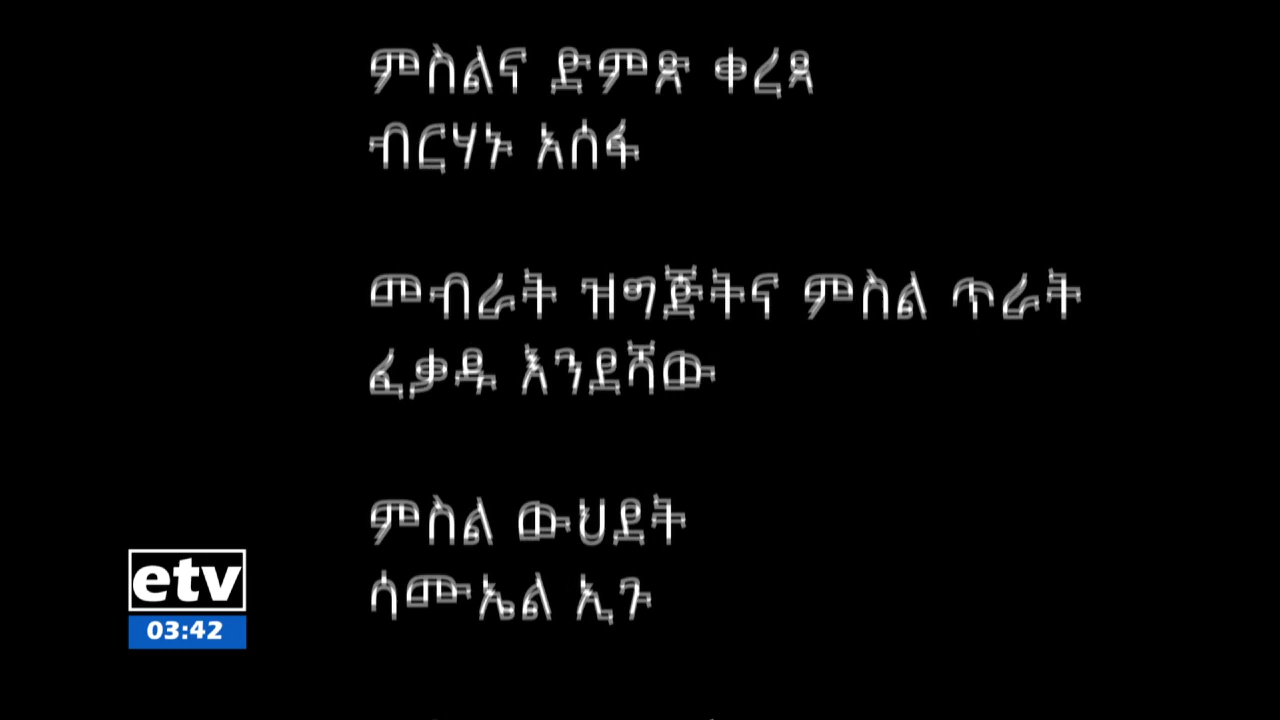 ምስልና ድምጽ ቀረጻ
ብርሃኑ አሰፋ
መብራት ዝግጅትና ምስል ጥራት
ፈቃዱ እንደሻው
ምስል ውህደት
ሳሙኤል ኢጉ
etv
03:42